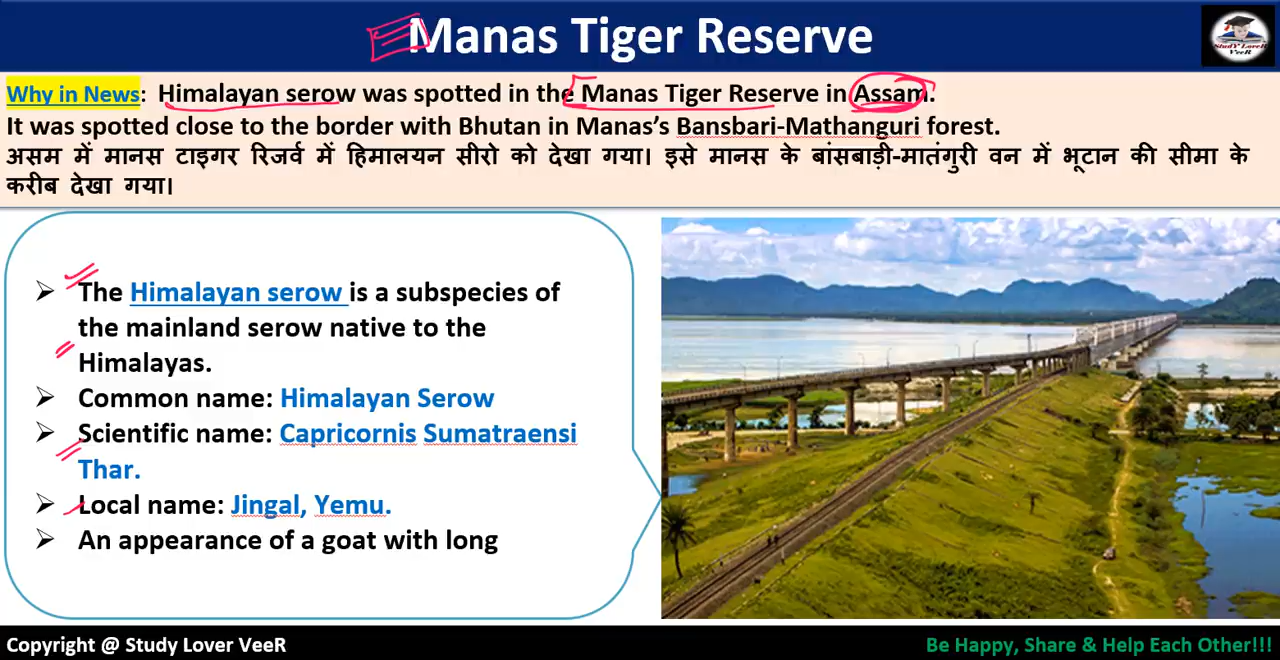 Manas Tiger Reserve
StudY LoveR
VeeR
Why in News: Himalayan serow was spotted in the Manas Tiger Reserve in Assam.
It was spotted close to the border with Bhutan in Manas's Bansbari-Mathanguri forest.
असम में मानस टाइगर रिजर्व में हिमालयन सीरो को देखा गया। इसे मानस के बांसबाड़ी-मातंगुरी वन में भूटान की सीमा के
करीब देखा गया।
➢ The Himalayan serow is a subspecies of
the mainland serow native to the
Himalayas.
➢ Common name: Himalayan Serow
➢ Scientific name: Capricornis Sumatraensi
Thar.
➢ Local name: Jingal, Yemu.
➢ An appearance of a goat with long
Copyright @ Study Lover VeeR
Be Happy, Share & Help Each Other!!!